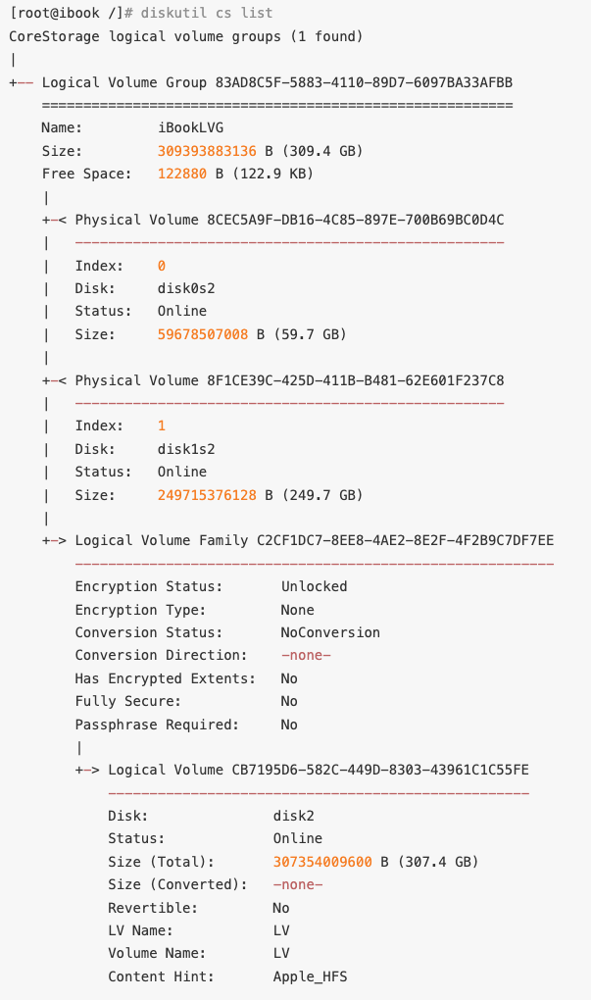 [root@ibook /]# diskutil cs list
CoreStorage logical volume groups (1 found)
|
+-- Logical Volume Group 83AD8C5F-5883-4110-89D7-6097BA33AFBB
    =========================================================
    Name:         iBookLVG
    Size:         309393883136 B (309.4 GB)
    Free Space:   122880 B (122.9 KB)
    |
    +-< Physical Volume 8CEC5A9F-DB16-4C85-897E-700B69BC0D4C
    |   ----------------------------------------------------
    |   Index:    0
    |   Disk:     disk0s2
    |   Status:   Online
    |   Size:     59678507008 B (59.7 GB)
    |
    +-< Physical Volume 8F1CE39C-425D-411B-B481-62E601F237C8
    |   ----------------------------------------------------
    |   Index:    1
    |   Disk:     disk1s2
    |   Status:   Online
    |   Size:     249715376128 B (249.7 GB)
    |
    +-> Logical Volume Family C2CF1DC7-8EE8-4AE2-8E2F-4F2B9C7DF7EE
        ----------------------------------------------------------
        Encryption Status:       Unlocked
        Encryption Type:         None
        Conversion Status:       NoConversion
        Conversion Direction:    -none-
        Has Encrypted Extents:   No
        Fully Secure:            No
        Passphrase Required:     No
        |
        +-> Logical Volume CB7195D6-582C-449D-8303-43961C1C55FE
            ---------------------------------------------------
            Disk:               disk2
            Status:             Online
            Size (Total):       307354009600 B (307.4 GB)
            Size (Converted):   -none-
            Revertible:         No
            LV Name:            LV
            Volume Name:        LV
            Content Hint:       Apple_HFS